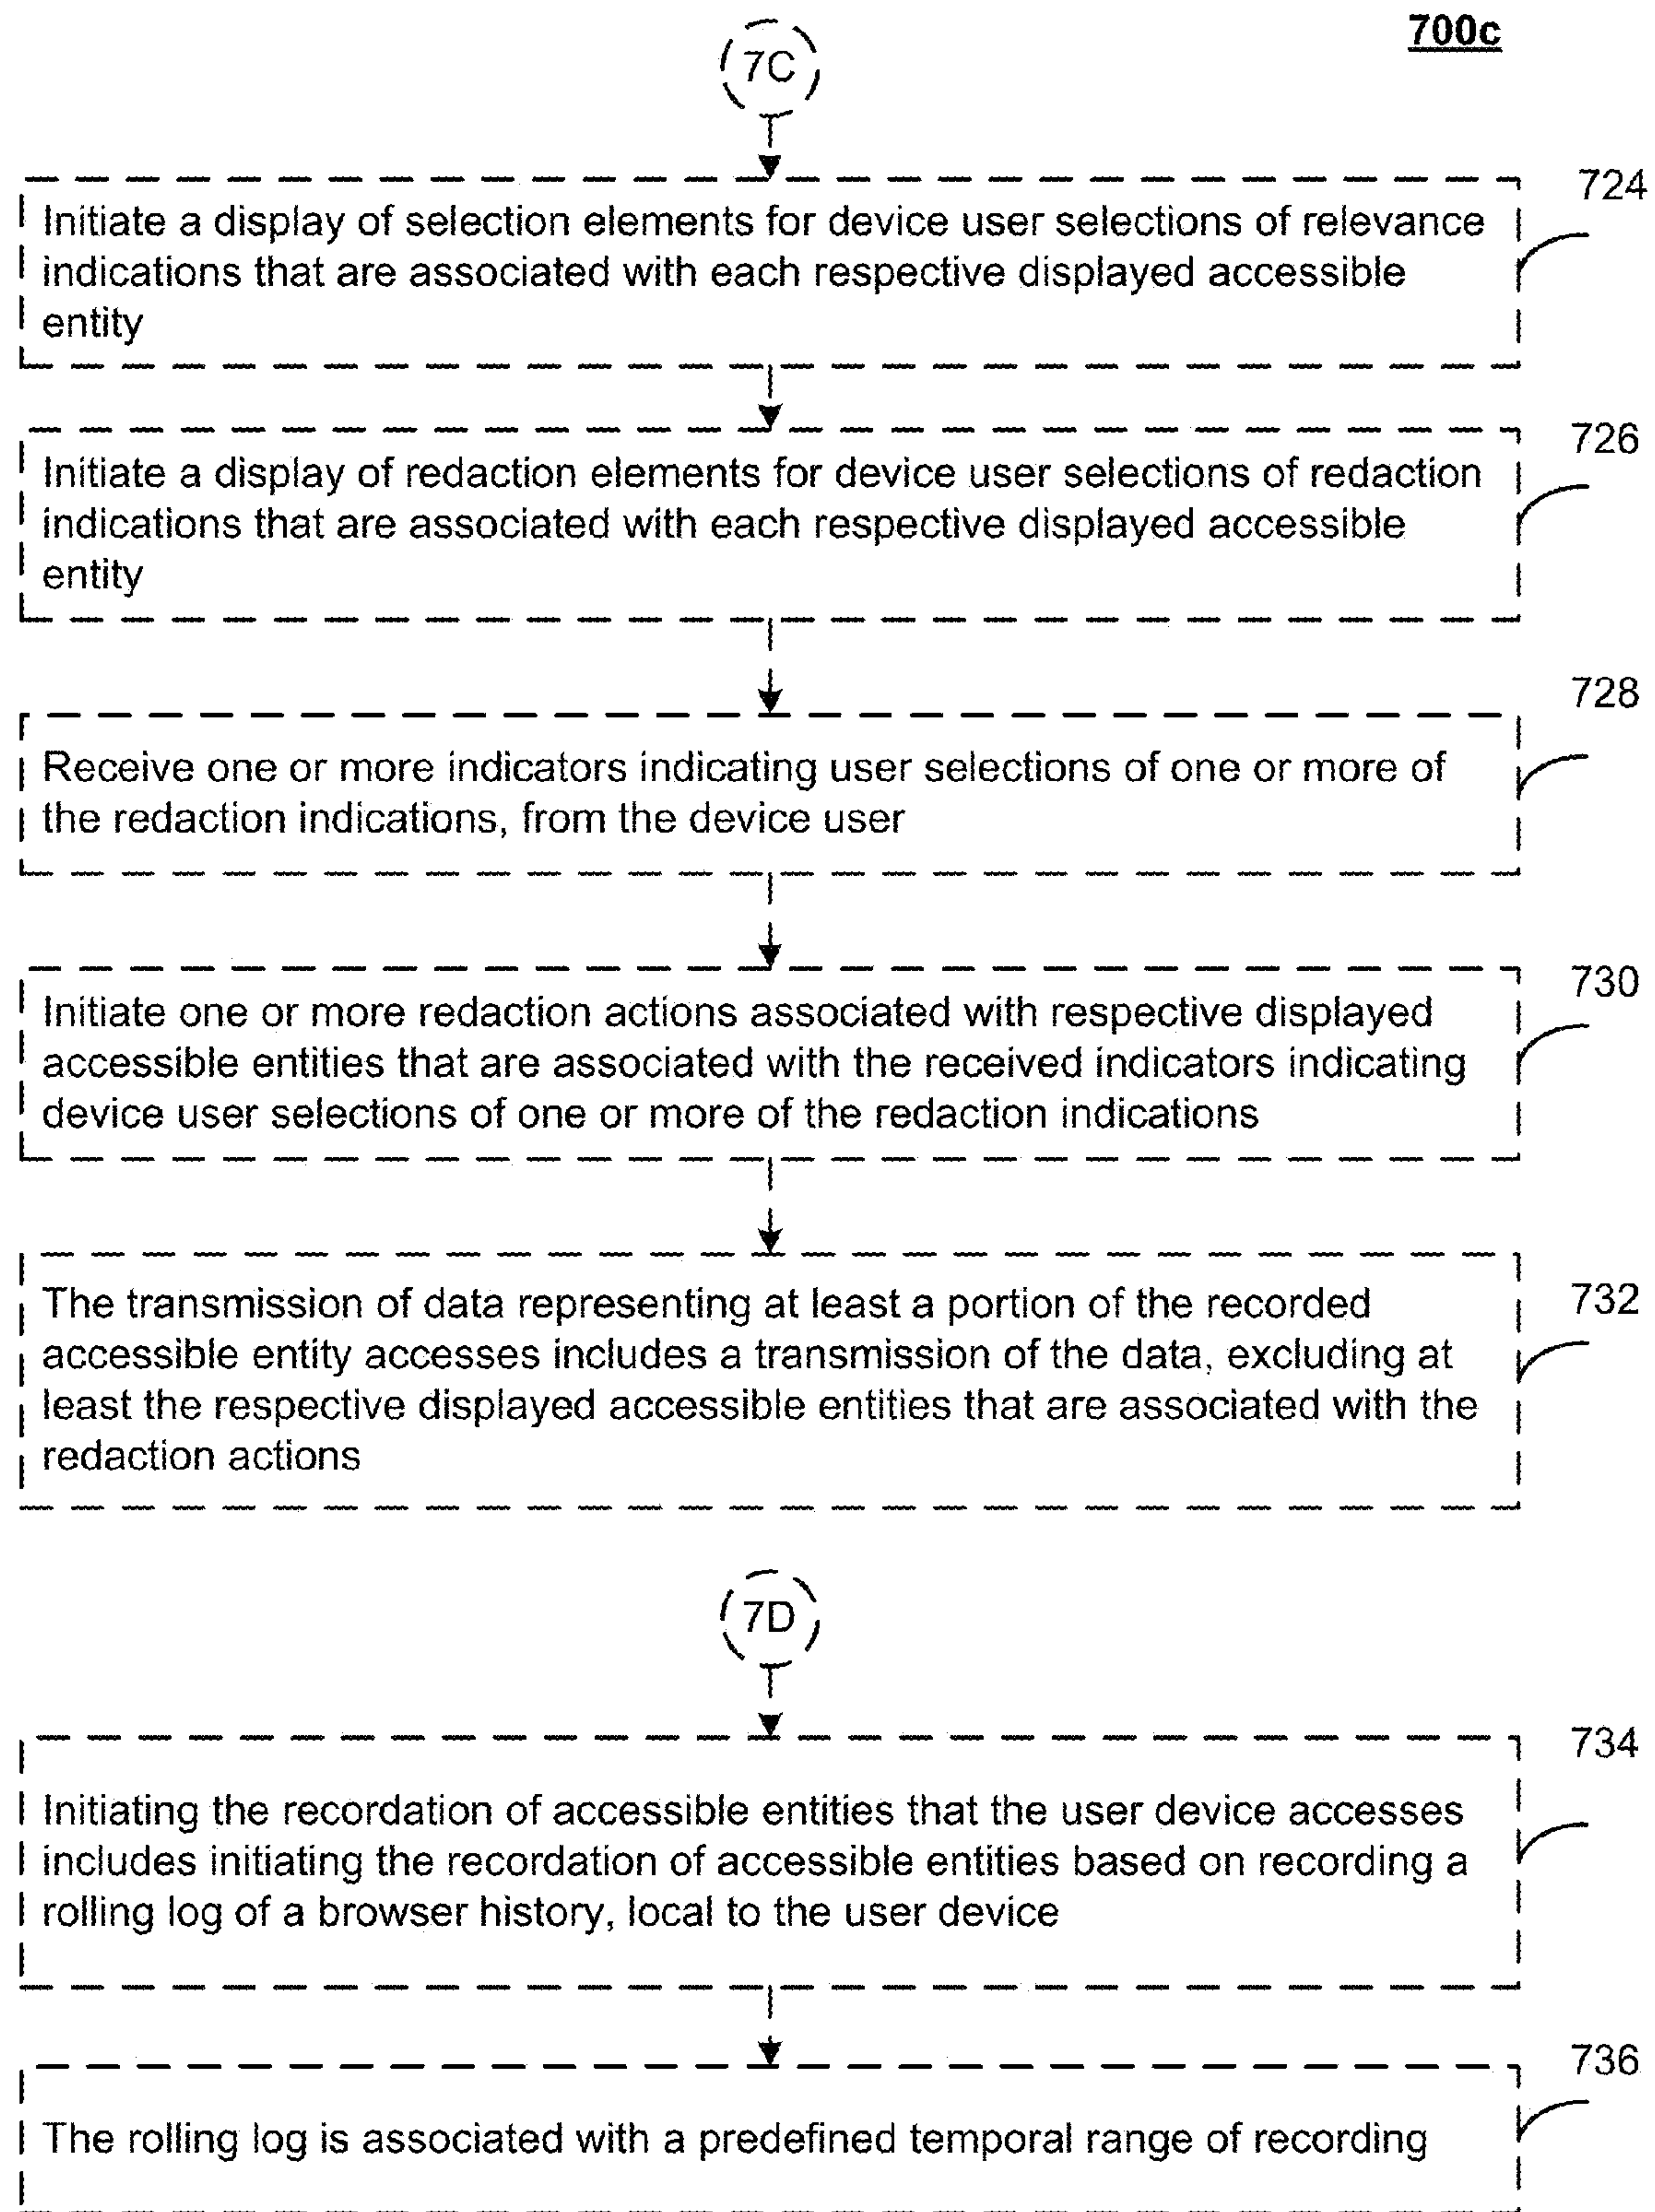 700c
7C
724
Initiate a display of selection elements for device user selections of relevance
indications that are associated with each respective displayed accessible
entity
726
Initiate a display of redaction elements for device user selections of redaction
indications that are associated with each respective displayed accessible
entity
728
Receive one or more indicators indicating user selections of one or more of
the redaction indications, from the device user
730
Initiate one or more redaction actions associated with respective displayed
accessible entities that are associated with the received indicators indicating
device user selections of one or more of the redaction indications
732
The transmission of data representing at least a portion of the recorded
accessible entity accesses includes a transmission of the data, excluding at
least the respective displayed accessible entities that are associated with the
redaction actions
7D
734
Initiating the recordation of accessible entities that the user device accesses
includes initiating the recordation of accessible entities based on recording a
rolling log of a browser history, local to the user device
736
The rolling log is associated with a predefined temporal range of recording